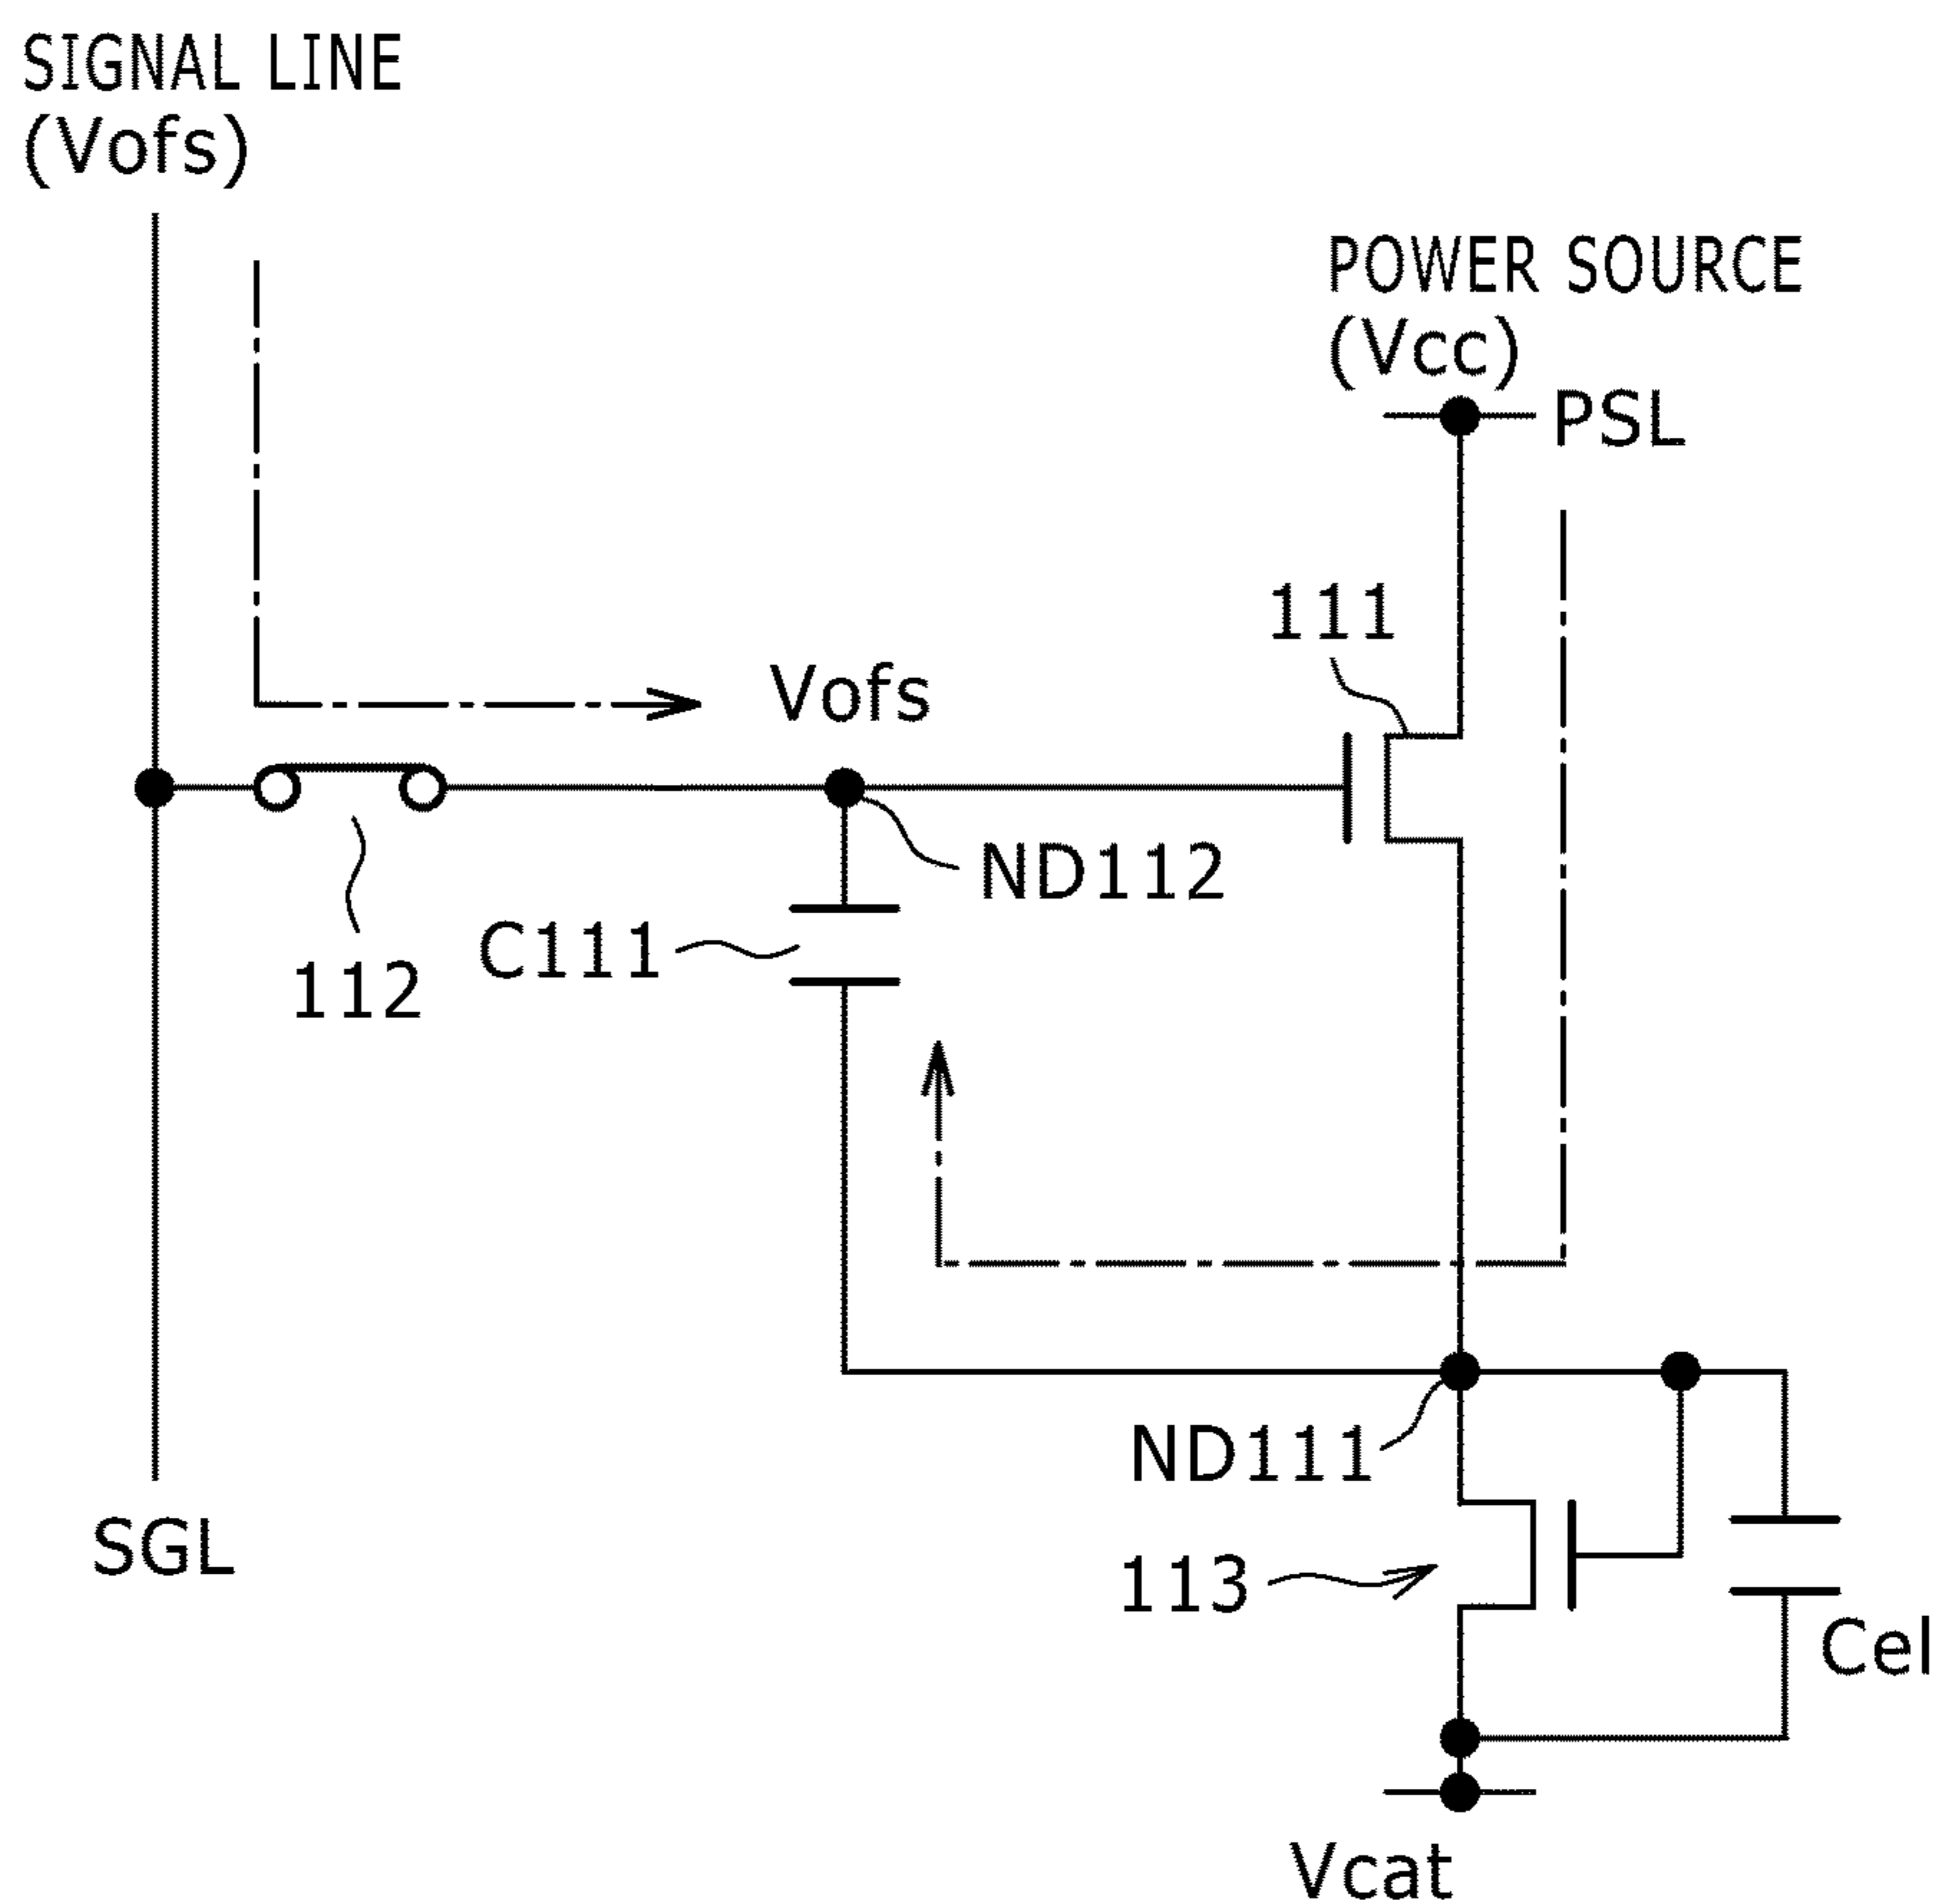 SIGNAL LINE
(Vofs)
POWER SOURCE
(Vcc)
PSL
111
Vofs
ND112
C111
112
ND111
SGL
113
Cel
Vcat